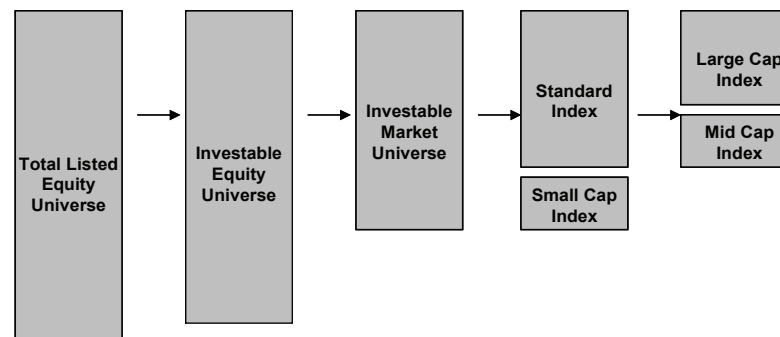 Total Listed
Equity
Universe
Investable
Equity
Universe
Investable
Market
Universe
Standard
Index
Small Cap
Index
Large Cap
Index
Mid Cap
Index